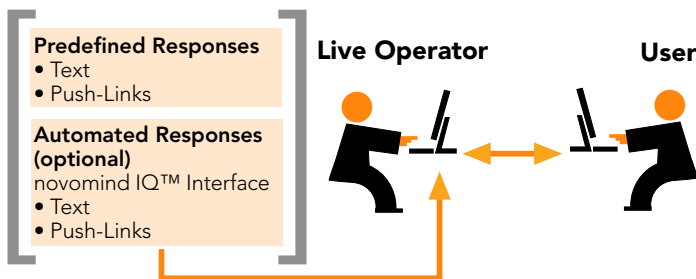 Predefined Responses
• Text
• Push-Links
Automated Responses
(optional)
novomind IQ™ Interface
• Text
• Push-Links
Live Operator
User